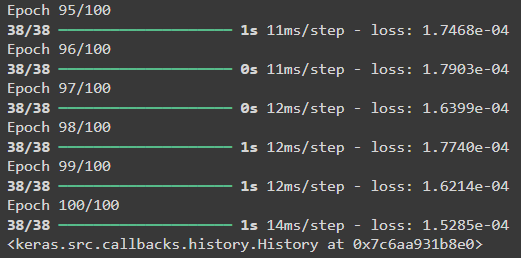 Epoch 95/100
38/38 ━━━━━━━━━━━━━━━━━━━━ 1s 11ms/step - loss: 1.7468e-04
Epoch 96/100
38/38 ━━━━━━━━━━━━━━━━━━━━ 0s 11ms/step - loss: 1.7903e-04
Epoch 97/100
38/38 ━━━━━━━━━━━━━━━━━━━━ 0s 12ms/step - loss: 1.6399e-04
Epoch 98/100
38/38 ━━━━━━━━━━━━━━━━━━━━ 1s 12ms/step - loss: 1.7740e-04
Epoch 99/100
38/38 ━━━━━━━━━━━━━━━━━━━━ 1s 12ms/step - loss: 1.6214e-04
Epoch 100/100
38/38 ━━━━━━━━━━━━━━━━━━━━ 1s 14ms/step - loss: 1.5285e-04
<keras.src.callbacks.history.History at 0x7c6aa931b8e0>